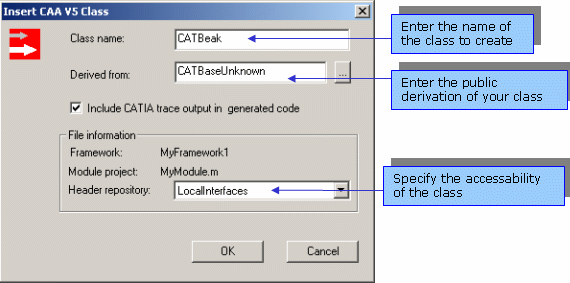 Insert CAA V5 Class
Class name:
CATBeak
Enter the name of
the class to create
Derived from:
CATBaseUnknown
...
Enter the public
derivation of your class
Include CATIA trace output in generated code
File information
Framework:
MyFramework1
Module project:
MyModule.m
Header repository:
LocalInterfaces
Specify the accessability
of the class
OK
Cancel